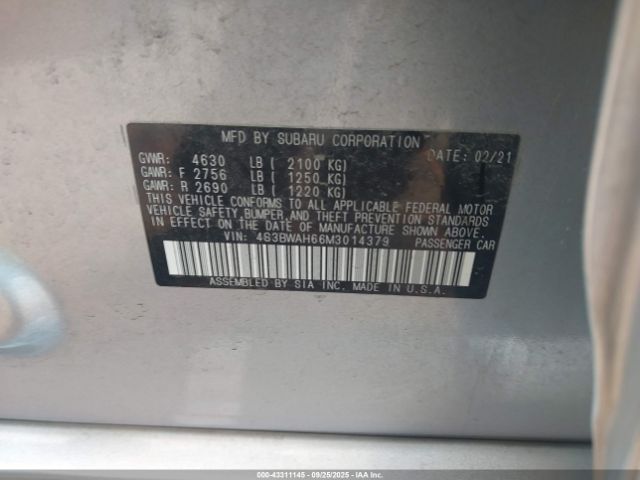 MFD BY SUBARU CORPORATION DATE: 02/21
GVWR: 4630 LB ( 2100 KG)
GAWR: F 2756 LB ( 1250 KG)
GAWR: R 2690 LB ( 1220 KG)
THIS VEHICLE CONFORMS TO ALL APPLICABLE FEDERAL MOTOR
VEHICLE SAFETY, BUMPER, AND THEFT PREVENTION STANDARDS
IN EFFECT ON THE DATE OF MANUFACTURE SHOWN ABOVE.
VIN: 4S3BWAH66M3014379 PASSENGER CAR
ASSEMBLED BY SIA INC. MADE IN U.S.A.
000-43311145 - 09/25/2025 - IAAI